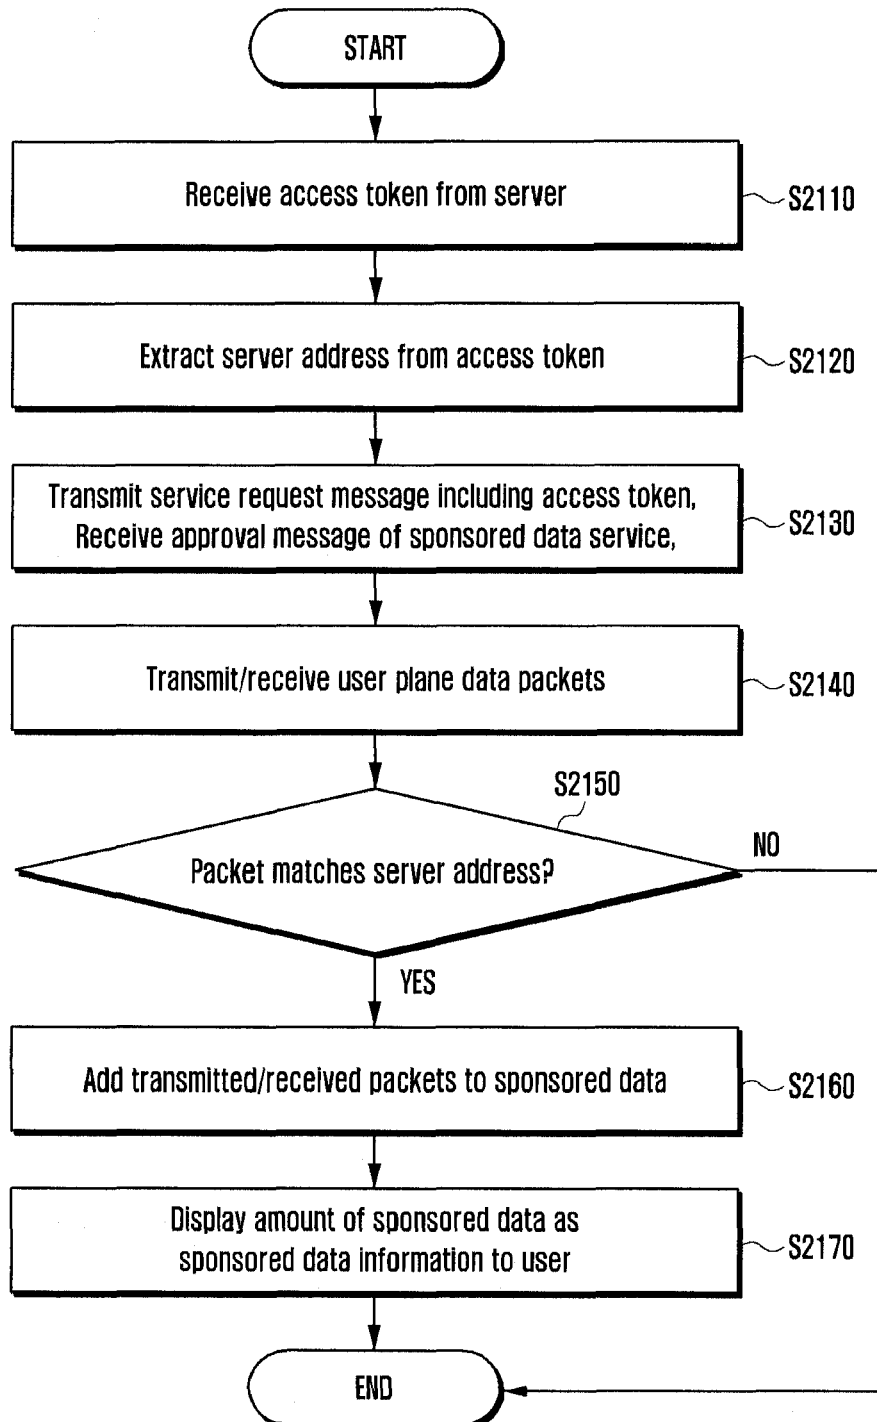 START
Receive access token from server
S2110
Extract server address from access token
S2120
Transmit service request message including access token,
Receive approval message of sponsored data service,
S2130
Transmit/receive user plane data packets
S2140
S2150
Packet matches server address?
NO
YES
Add transmitted/received packets to sponsored data
S2160
Display amount of sponsored data as
sponsored data information to user
S2170
END